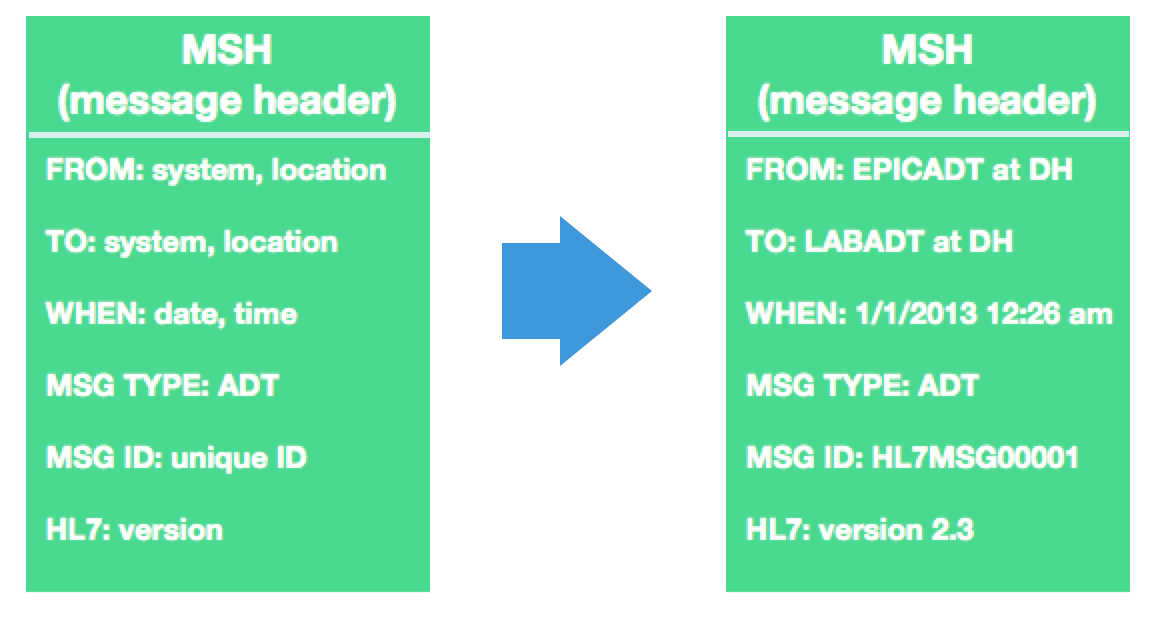 MSH
(message header)
FROM: system, location
TO: system, location
WHEN: date, time
MSG TYPE: ADT
MSG ID: unique ID
HL7: version
MSH
(message header)
FROM: EPICADT at DH
TO: LABADT at DH
WHEN: 1/1/2013 12:26 am
MSG TYPE: ADT
MSG ID: HL7MSG00001
HL7: version 2.3